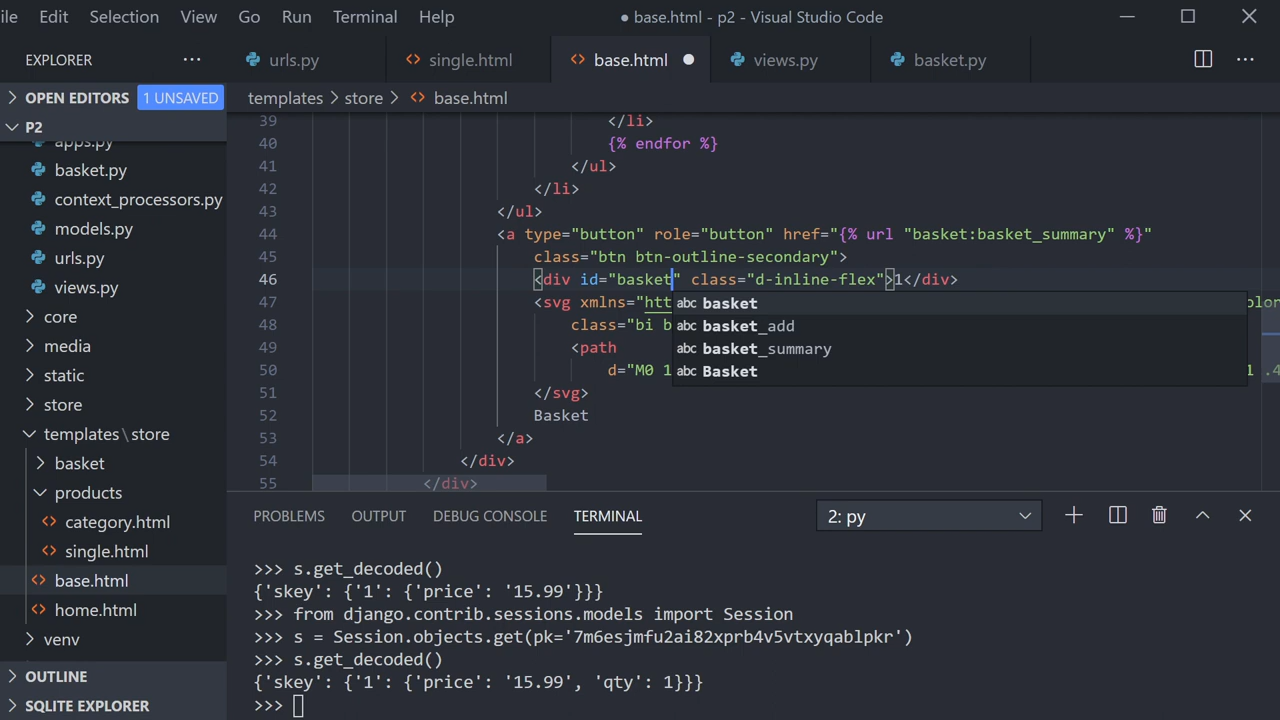 ile Edit Selection View Go Run Terminal Help
● base.html - p2 - Visual Studio Code
EXPLORER
urls.py
single.html
base.html
views.py
basket.py
OPEN EDITORS 1 UNSAVED
templates > store > base.html
P2
apps.py
basket.py
context_processors.py
models.py
urls.py
views.py
core
media
static
store
templates\store
basket
products
category.html
single.html
base.html
home.html
venv
OUTLINE
SQLITE EXPLORER
39 </li>
40 {% endfor %}
41 </ul>
42 </li>
43 </ul>
44 <a type="button" role="button" href="{% url "basket:basket_summary" %}"
45 class="btn btn-outline-secondary">
46 <div id="basket" class="d-inline-flex">1</div>
47 <svg xmlns="htt
48 class="bi b
49 <path
50 d="M0 1
51 </svg>
52 Basket
53 </a>
54 </div>
55 </div>
abc basket
abc basket_add
abc basket_summary
abc Basket
PROBLEMS OUTPUT DEBUG CONSOLE TERMINAL 2: py
>>> s.get_decoded()
{'skey': {'1': {'price': '15.99'}}}
>>> from django.contrib.sessions.models import Session
>>> s = Session.objects.get(pk='7m6esjmfu2ai82xprb4v5vtxyqablpkr')
>>> s.get_decoded()
{'skey': {'1': {'price': '15.99', 'qty': 1}}}
>>>